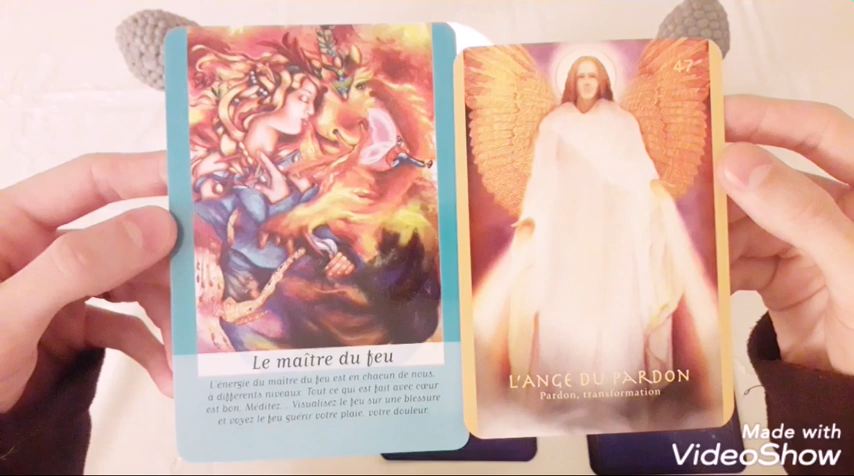 Le maître du feu
L'énergie du maître du feu est en chacun de nous,
à différents niveaux. Tout ce qui est fait avec cœur
est bon. Méditez... Visualisez le feu sur une blessure
et voyez le feu guérir votre plaie, votre douleur.
47
L'ANGE DU PARDON
Pardon, transformation
Made with
VideoShow